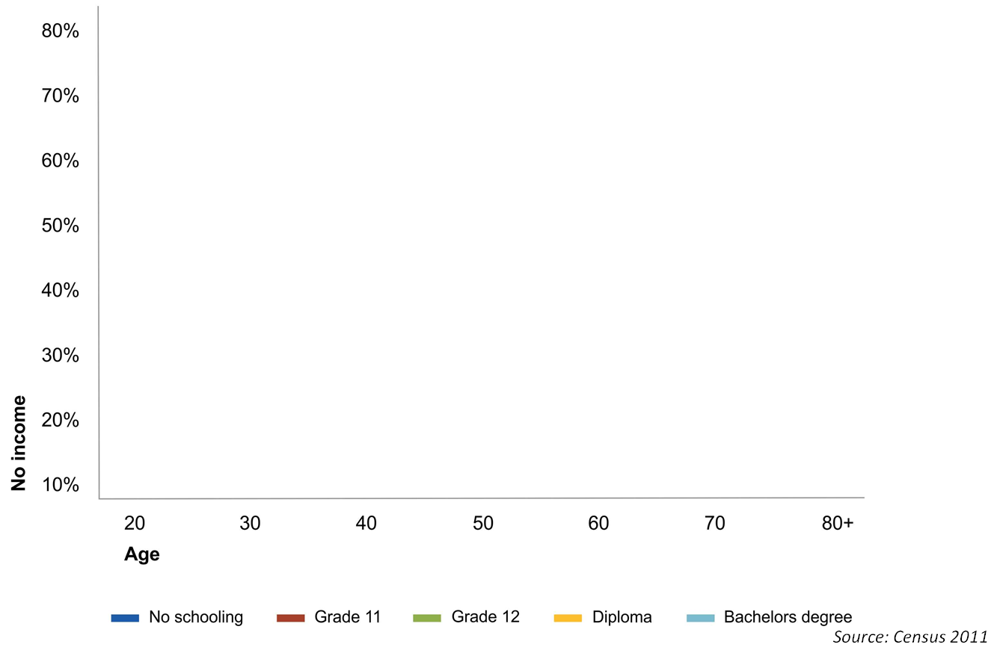 80%
70%
60%
50%
40%
30%
20%
10%
No income
20 30 40 50 60 70 80+
Age
No schooling Grade 11 Grade 12 Diploma Bachelors degree
Source: Census 2011